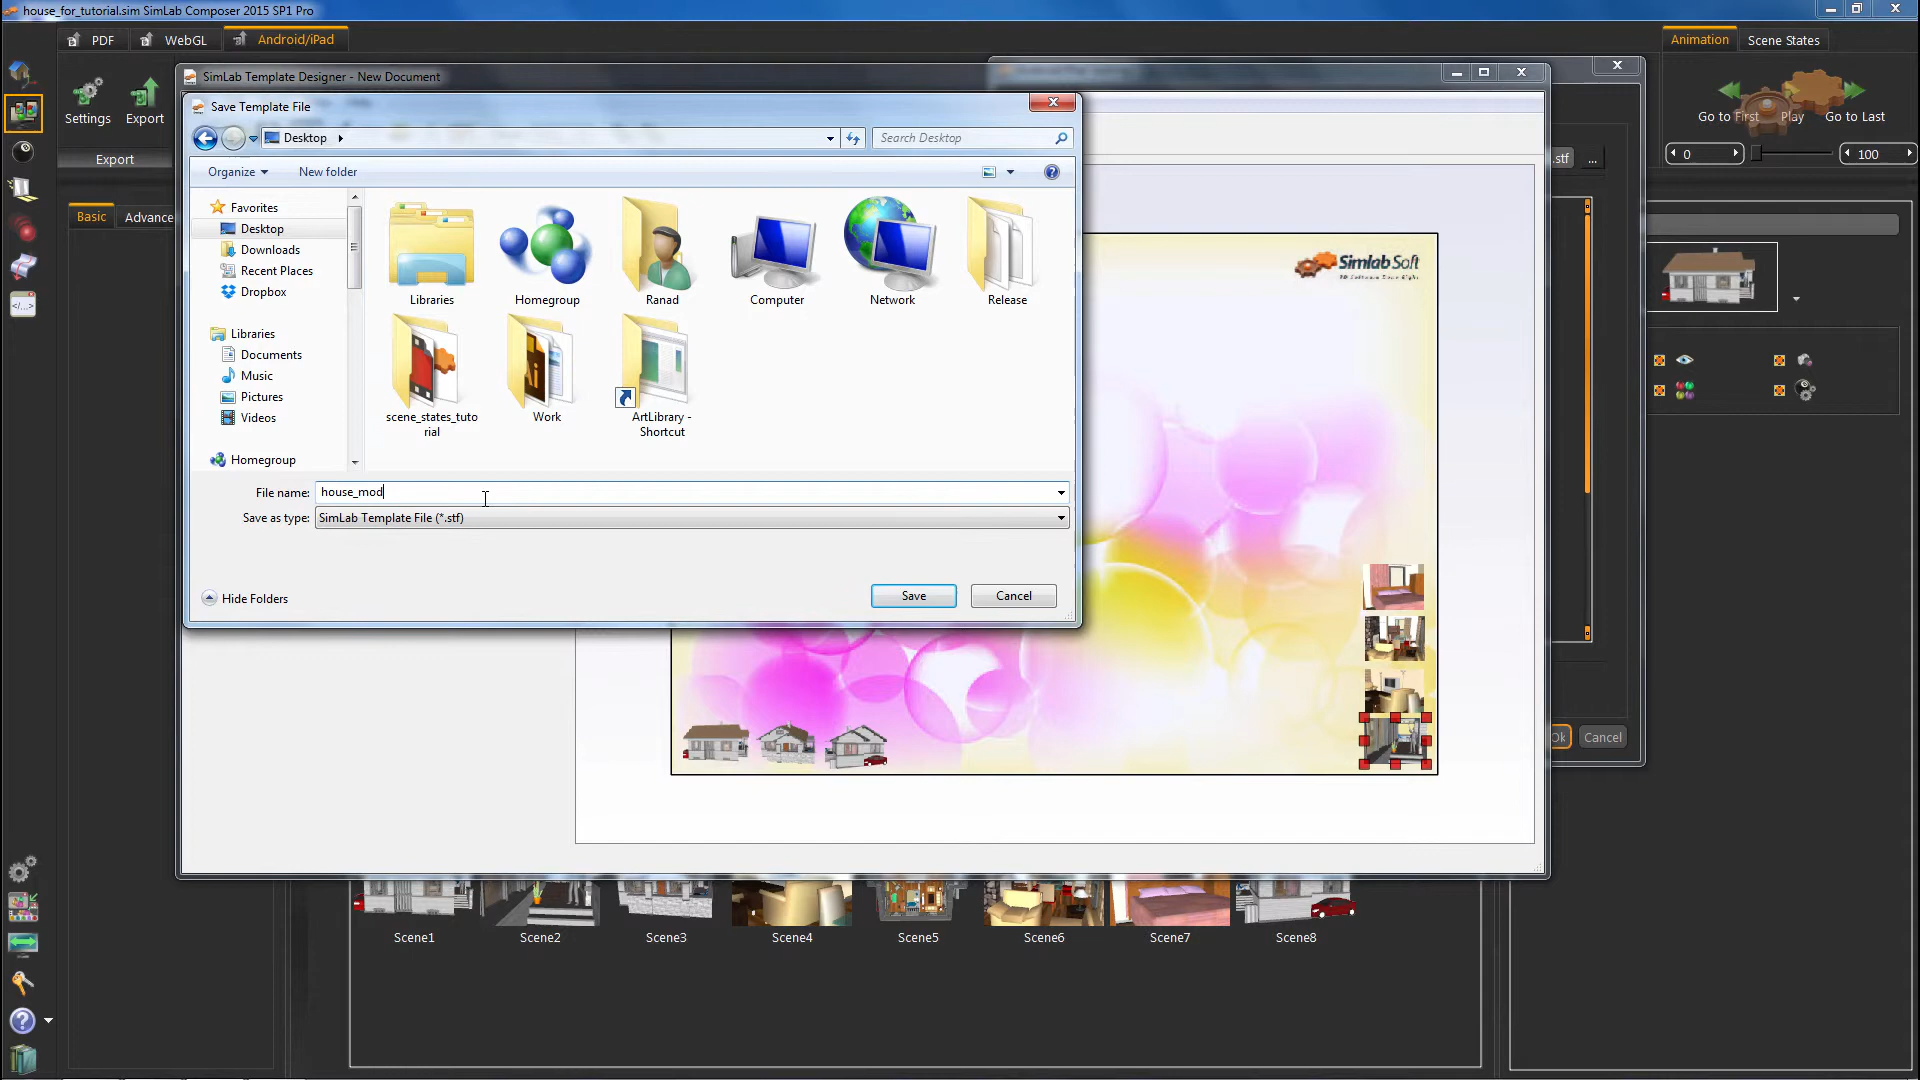 house_for_tutorial.sim SimLab Composer 2015 SP1 Pro
PDF
WebGL
Android/iPad
Animation
Scene States
Settings
Export
Export
Go to First
Play
Go to Last
0
100
Basic
Advance
SimLab Template Designer - New Document
Save Template File
Desktop
Search Desktop
Organize
New folder
Favorites
Desktop
Downloads
Recent Places
Dropbox
Libraries
Documents
Music
Pictures
Videos
Homegroup
Libraries
Homegroup
Ranad
Computer
Network
Release
scene_states_tuto
rial
Work
ArtLibrary -
Shortcut
File name: house_mod
Save as type: SimLab Template File (*.stf)
Hide Folders
Save
Cancel
.stf
...
Simlab Soft
Ok
Cancel
Scene1
Scene2
Scene3
Scene4
Scene5
Scene6
Scene7
Scene8